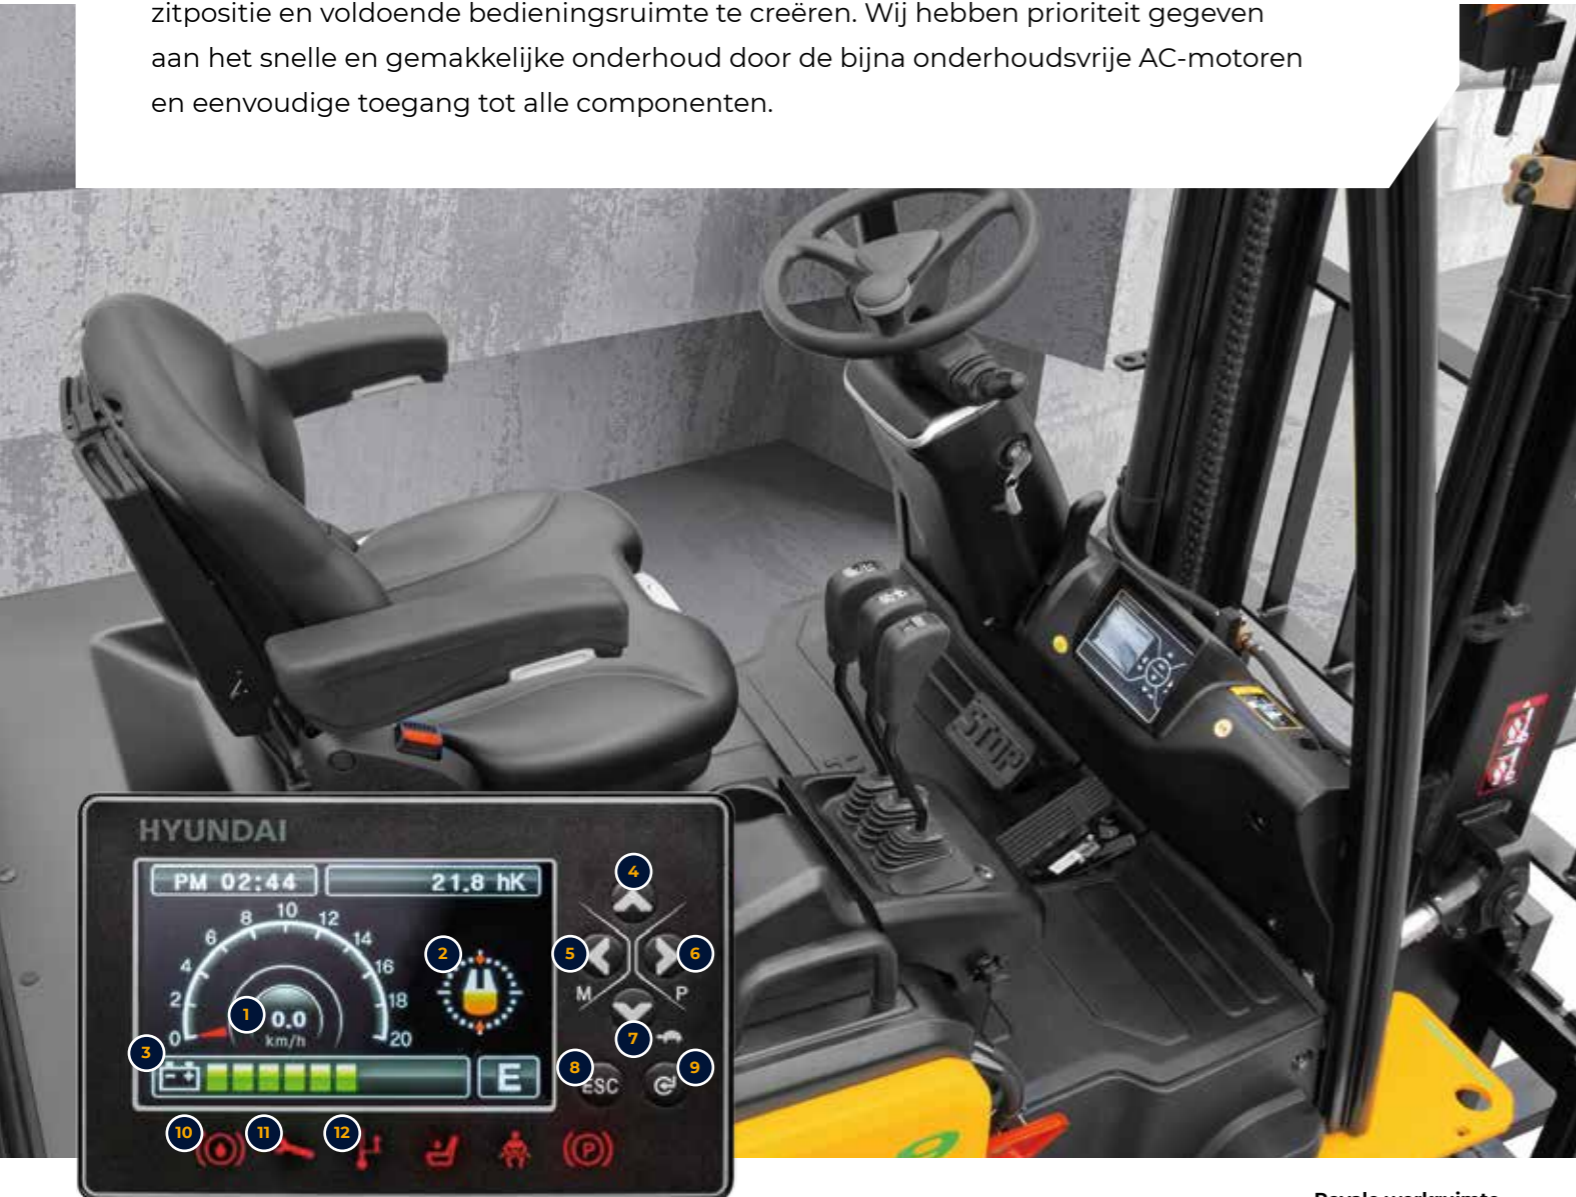 zitpositie en voldoende bedieningsruimte te creëren. Wij hebben prioriteit gegeven
aan het snelle en gemakkelijke onderhoud door de bijna onderhoudsvrije AC-motoren
en eenvoudige toegang tot alle componenten.
STOP
HYUNDAI
PM 02:44
21.8 hK
0 2 4 6 8 10 12 14 16 18 20
0.0
km/h
E
M
P
ESC
1
2
3
4
5
6
7
8
9
10
11
12
(P)